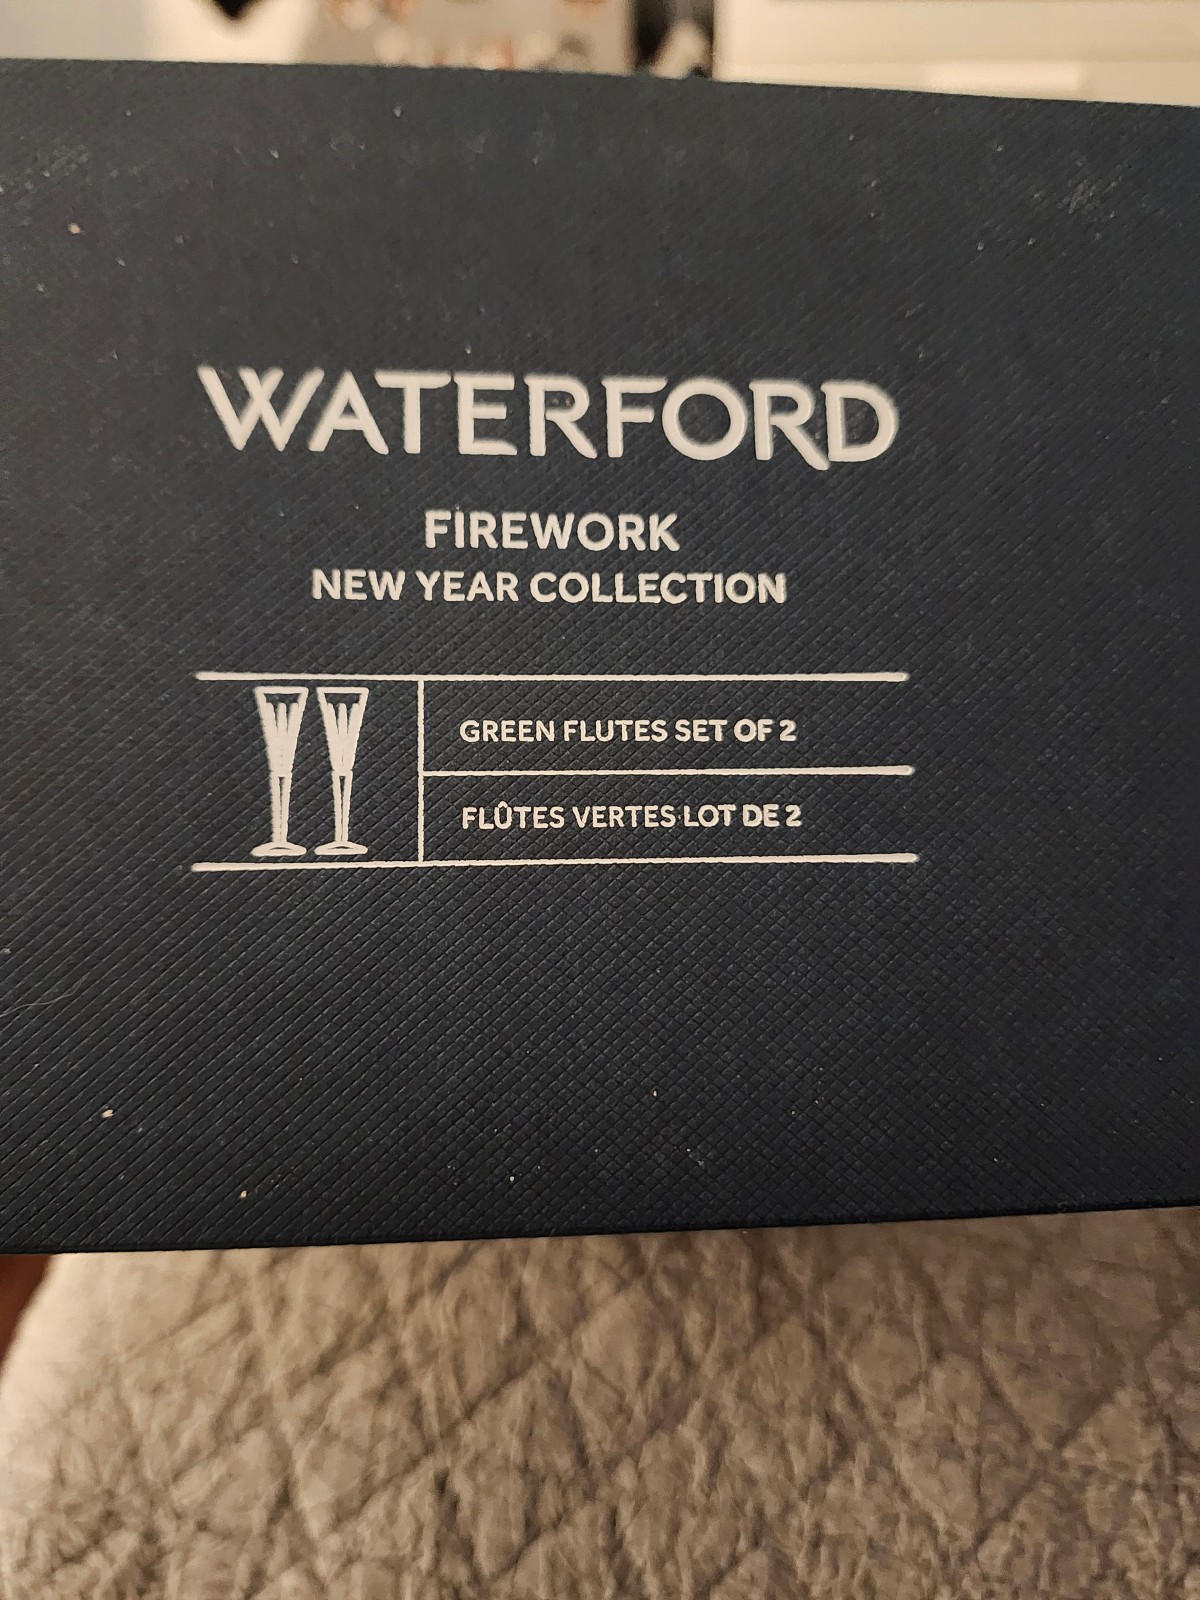 WATERFORD
FIREWORK
NEW YEAR COLLECTION
GREEN FLUTES SET OF 2
FLÛTES VERTES LOT DE 2